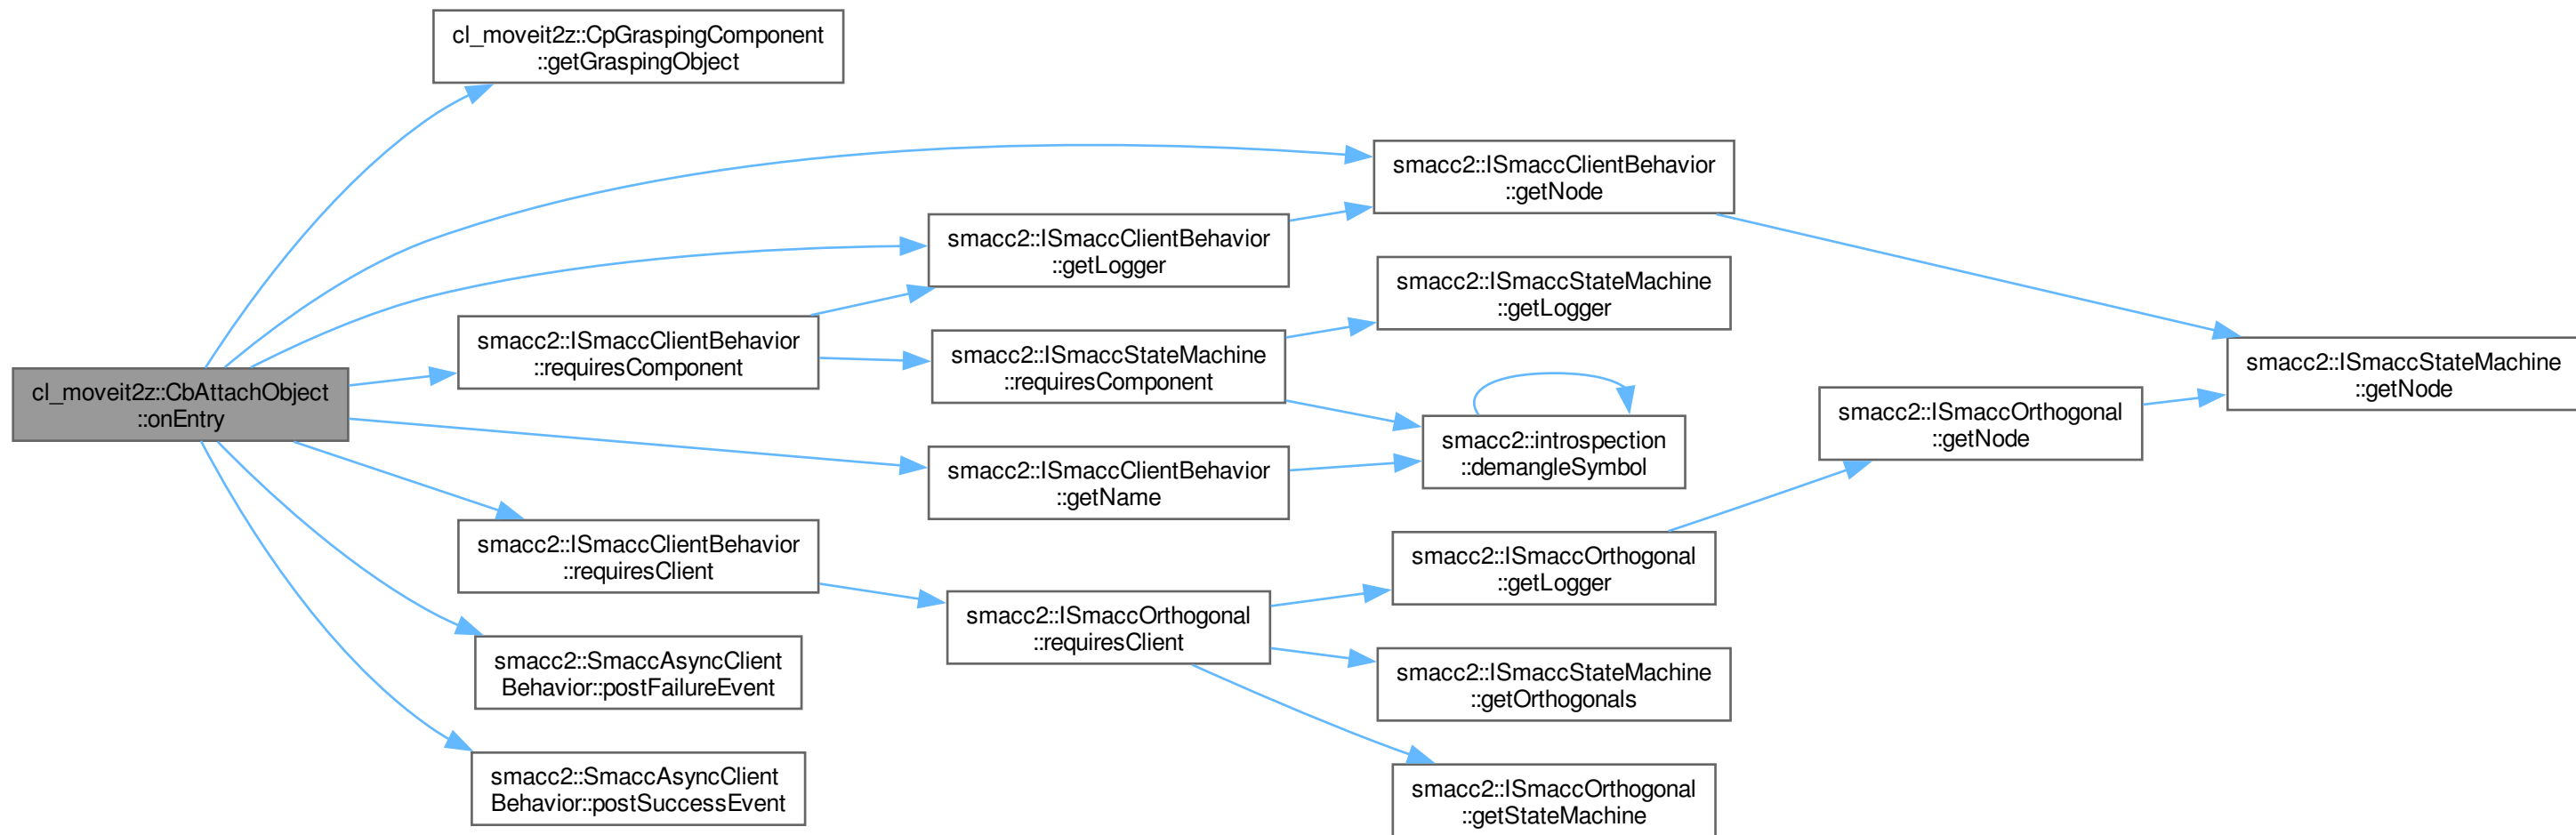 cl_moveit2z::CpGraspingComponent
::getGraspingObject
smacc2::ISmaccClientBehavior
::getNode
smacc2::ISmaccClientBehavior
::getLogger
smacc2::ISmaccStateMachine
::getLogger
smacc2::ISmaccClientBehavior
::requiresComponent
smacc2::ISmaccStateMachine
::requiresComponent
smacc2::ISmaccStateMachine
::getNode
cl_moveit2z::CbAttachObject
::onEntry
smacc2::ISmaccOrthogonal
::getNode
smacc2::introspection
::demangleSymbol
smacc2::ISmaccClientBehavior
::getName
smacc2::ISmaccClientBehavior
::requiresClient
smacc2::ISmaccOrthogonal
::getLogger
smacc2::ISmaccOrthogonal
::requiresClient
smacc2::SmaccAsyncClient
Behavior::postFailureEvent
smacc2::ISmaccStateMachine
::getOrthogonals
smacc2::SmaccAsyncClient
Behavior::postSuccessEvent
smacc2::ISmaccOrthogonal
::getStateMachine